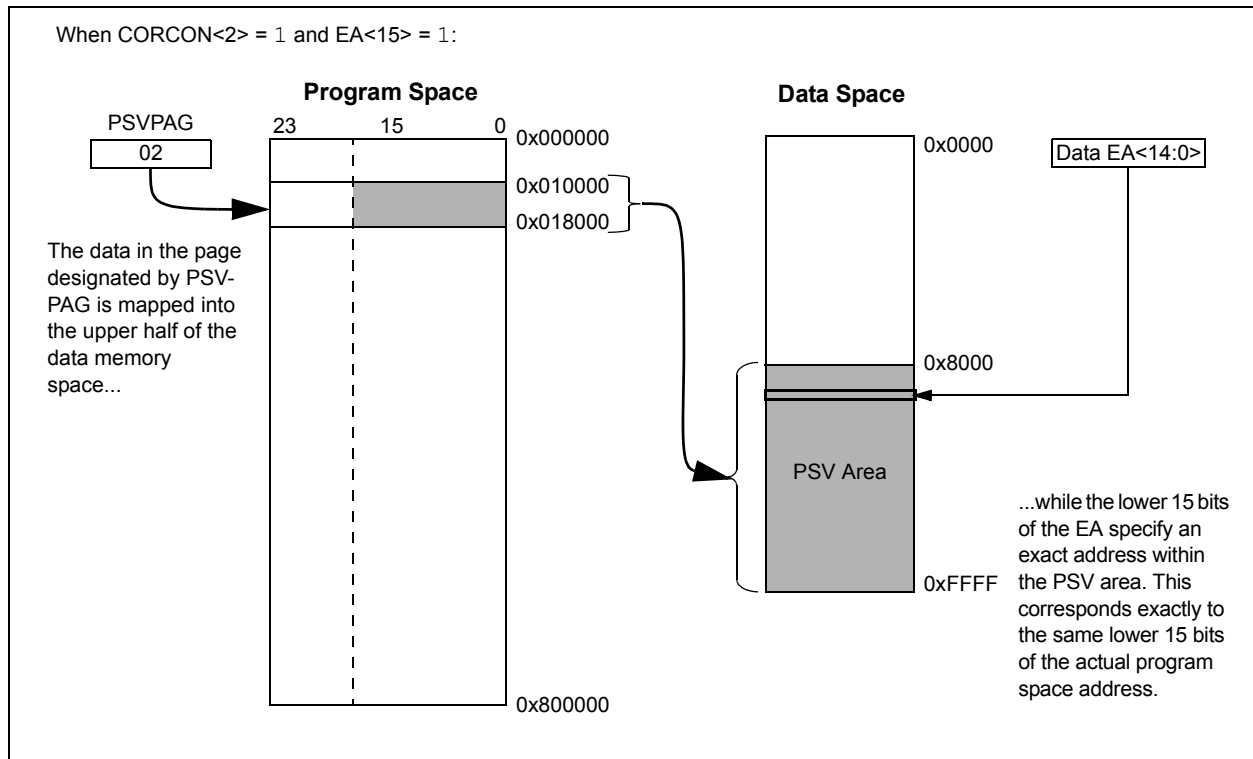 When CORCON<2> = 1 and EA<15> = 1:
Program Space
Data Space
PSVPAG
02
23 15 0
0x000000
0x010000
0x018000
0x800000
The data in the page
designated by PSV-
PAG is mapped into
the upper half of the
data memory
space...
0x0000
0x8000
0xFFFF
PSV Area
Data EA<14:0>
...while the lower 15 bits
of the EA specify an
exact address within
the PSV area. This
corresponds exactly to
the same lower 15 bits
of the actual program
space address.